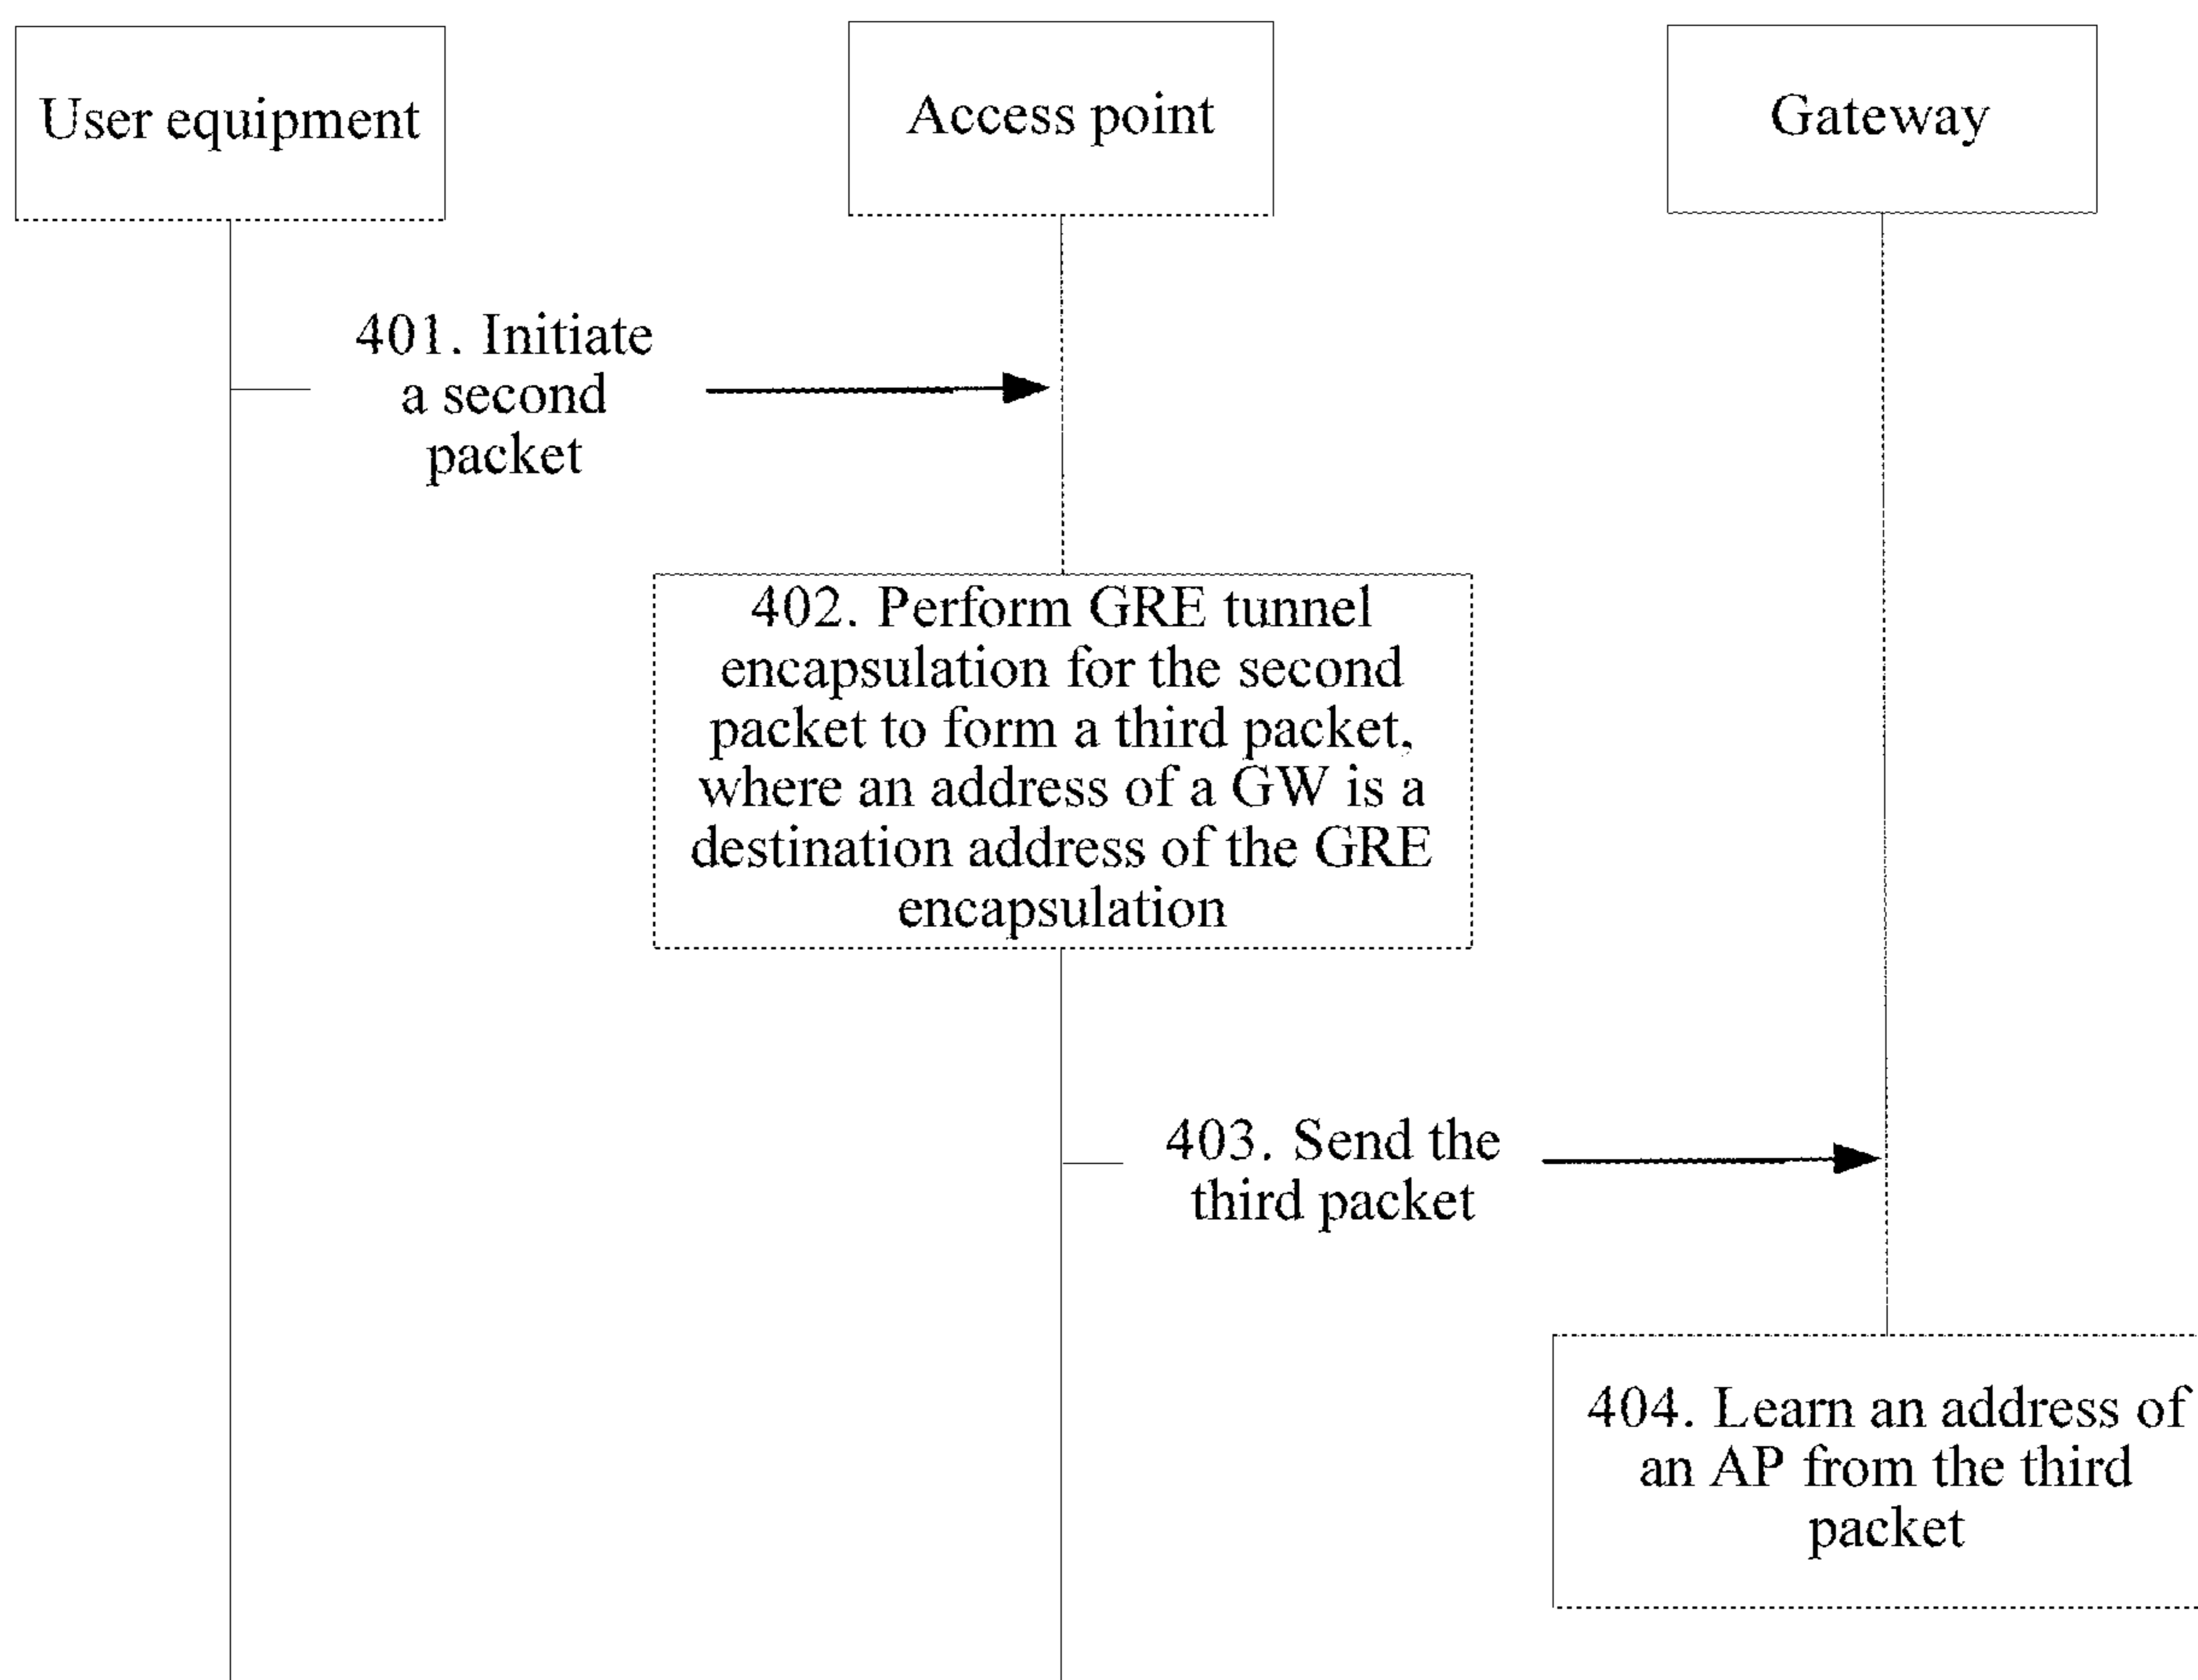 User equipment
Access point
Gateway
401. Initiate
a second
packet
402. Perform GRE tunnel
encapsulation for the second
packet to form a third packet,
where an address of a GW is a
destination address of the GRE
encapsulation
403. Send the
third packet
404. Learn an address of
an AP from the third
packet